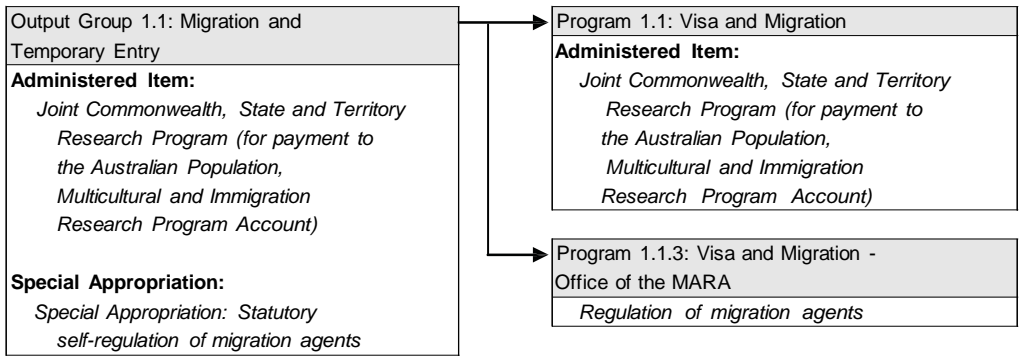 Output Group 1.1: Migration and
Temporary Entry
Administered Item:
Joint Commonwealth, State and Territory
Research Program (for payment to
the Australian Population,
Multicultural and Immigration
Research Program Account)
Special Appropriation:
Special Appropriation: Statutory
self-regulation of migration agents
Program 1.1: Visa and Migration
Administered Item:
Joint Commonwealth, State and Territory
Research Program (for payment to
the Australian Population,
Multicultural and Immigration
Research Program Account)
Program 1.1.3: Visa and Migration -
Office of the MARA
Regulation of migration agents